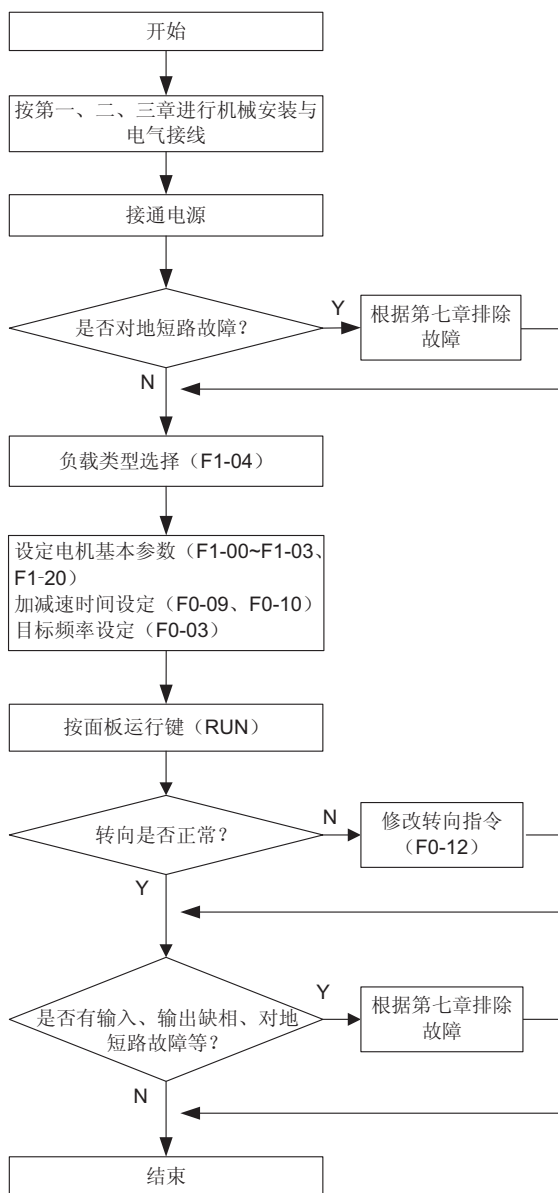 开始
按第一、二、三章进行机械安装与
电气接线
接通电源
是否对地短路故障？
Y
根据第七章排除
故障
N
负载类型选择（F1-04）
设定电机基本参数（F1-00~F1-03、
F1-20）
加减速时间设定（F0-09、F0-10）
目标频率设定（F0-03）
按面板运行键（RUN）
转向是否正常？
N
修改转向指令
（F0-12）
Y
是否有输入、输出缺相、对地
短路故障等？
Y
根据第七章排除
故障
N
结束